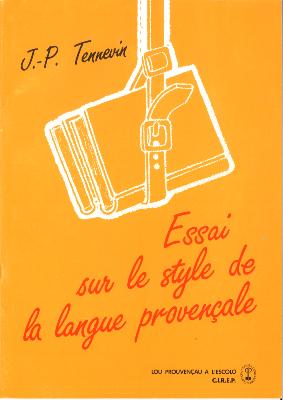 J.-P. Tennevin
Essai
sur le style de
la langue provençale
LOU PROUVENÇAU A L'ESCOLO
C.I.R.E.P.